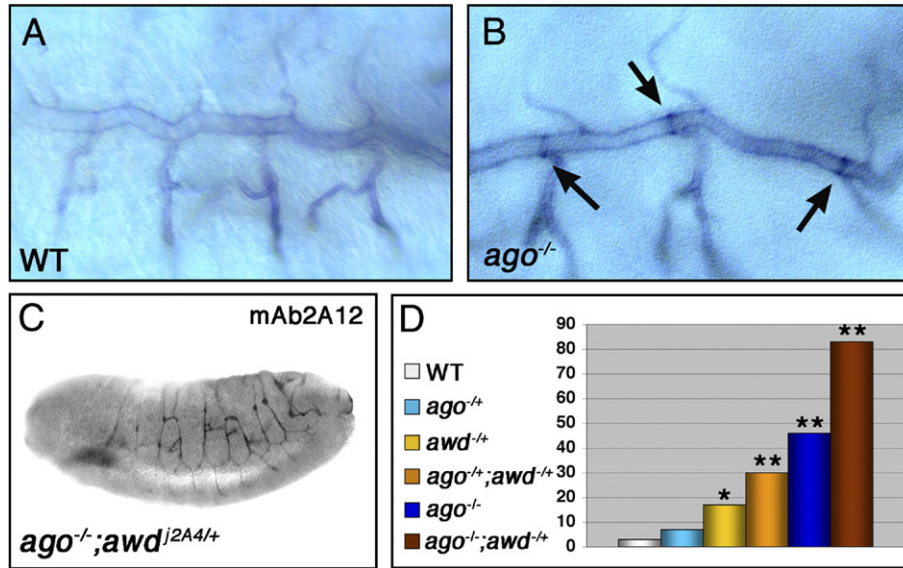 A
WT
B
ago-/-
C
mAb2A12
ago-/-;awdj2A4/+
D
WT
ago-/+
awd-/+
ago-/+;awd-/+
ago-/-
ago-/-;awd-/+
90
80
70
60
50
40
30
20
10
0
*
**
**
**